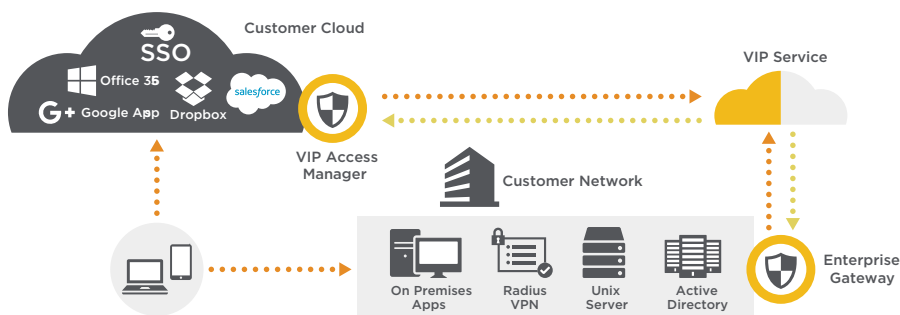 Customer Cloud
SSO
Office 365
Google App
Dropbox
salesforce
VIP Access
Manager
VIP Service
Customer Network
On Premises
Apps
Radius
VPN
Unix
Server
Active
Directory
Enterprise
Gateway